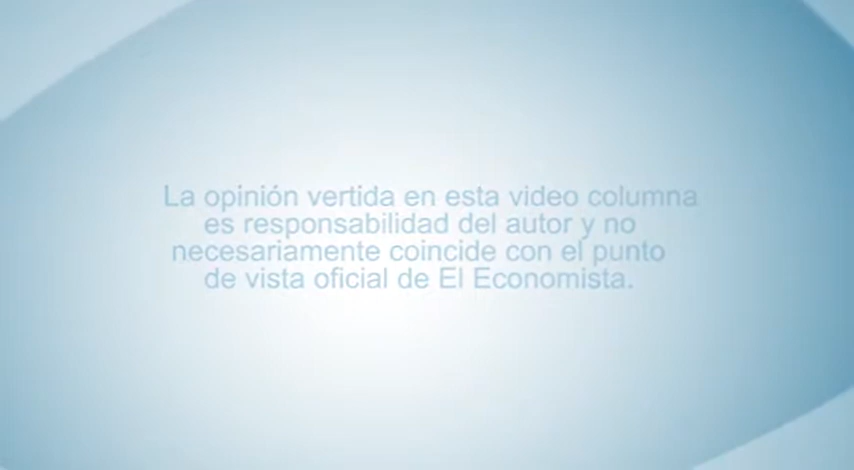 La opinión vertida en esta video columna
es responsabilidad del autor y no
necesariamente coincide con el punto
de vista oficial de El Economista.